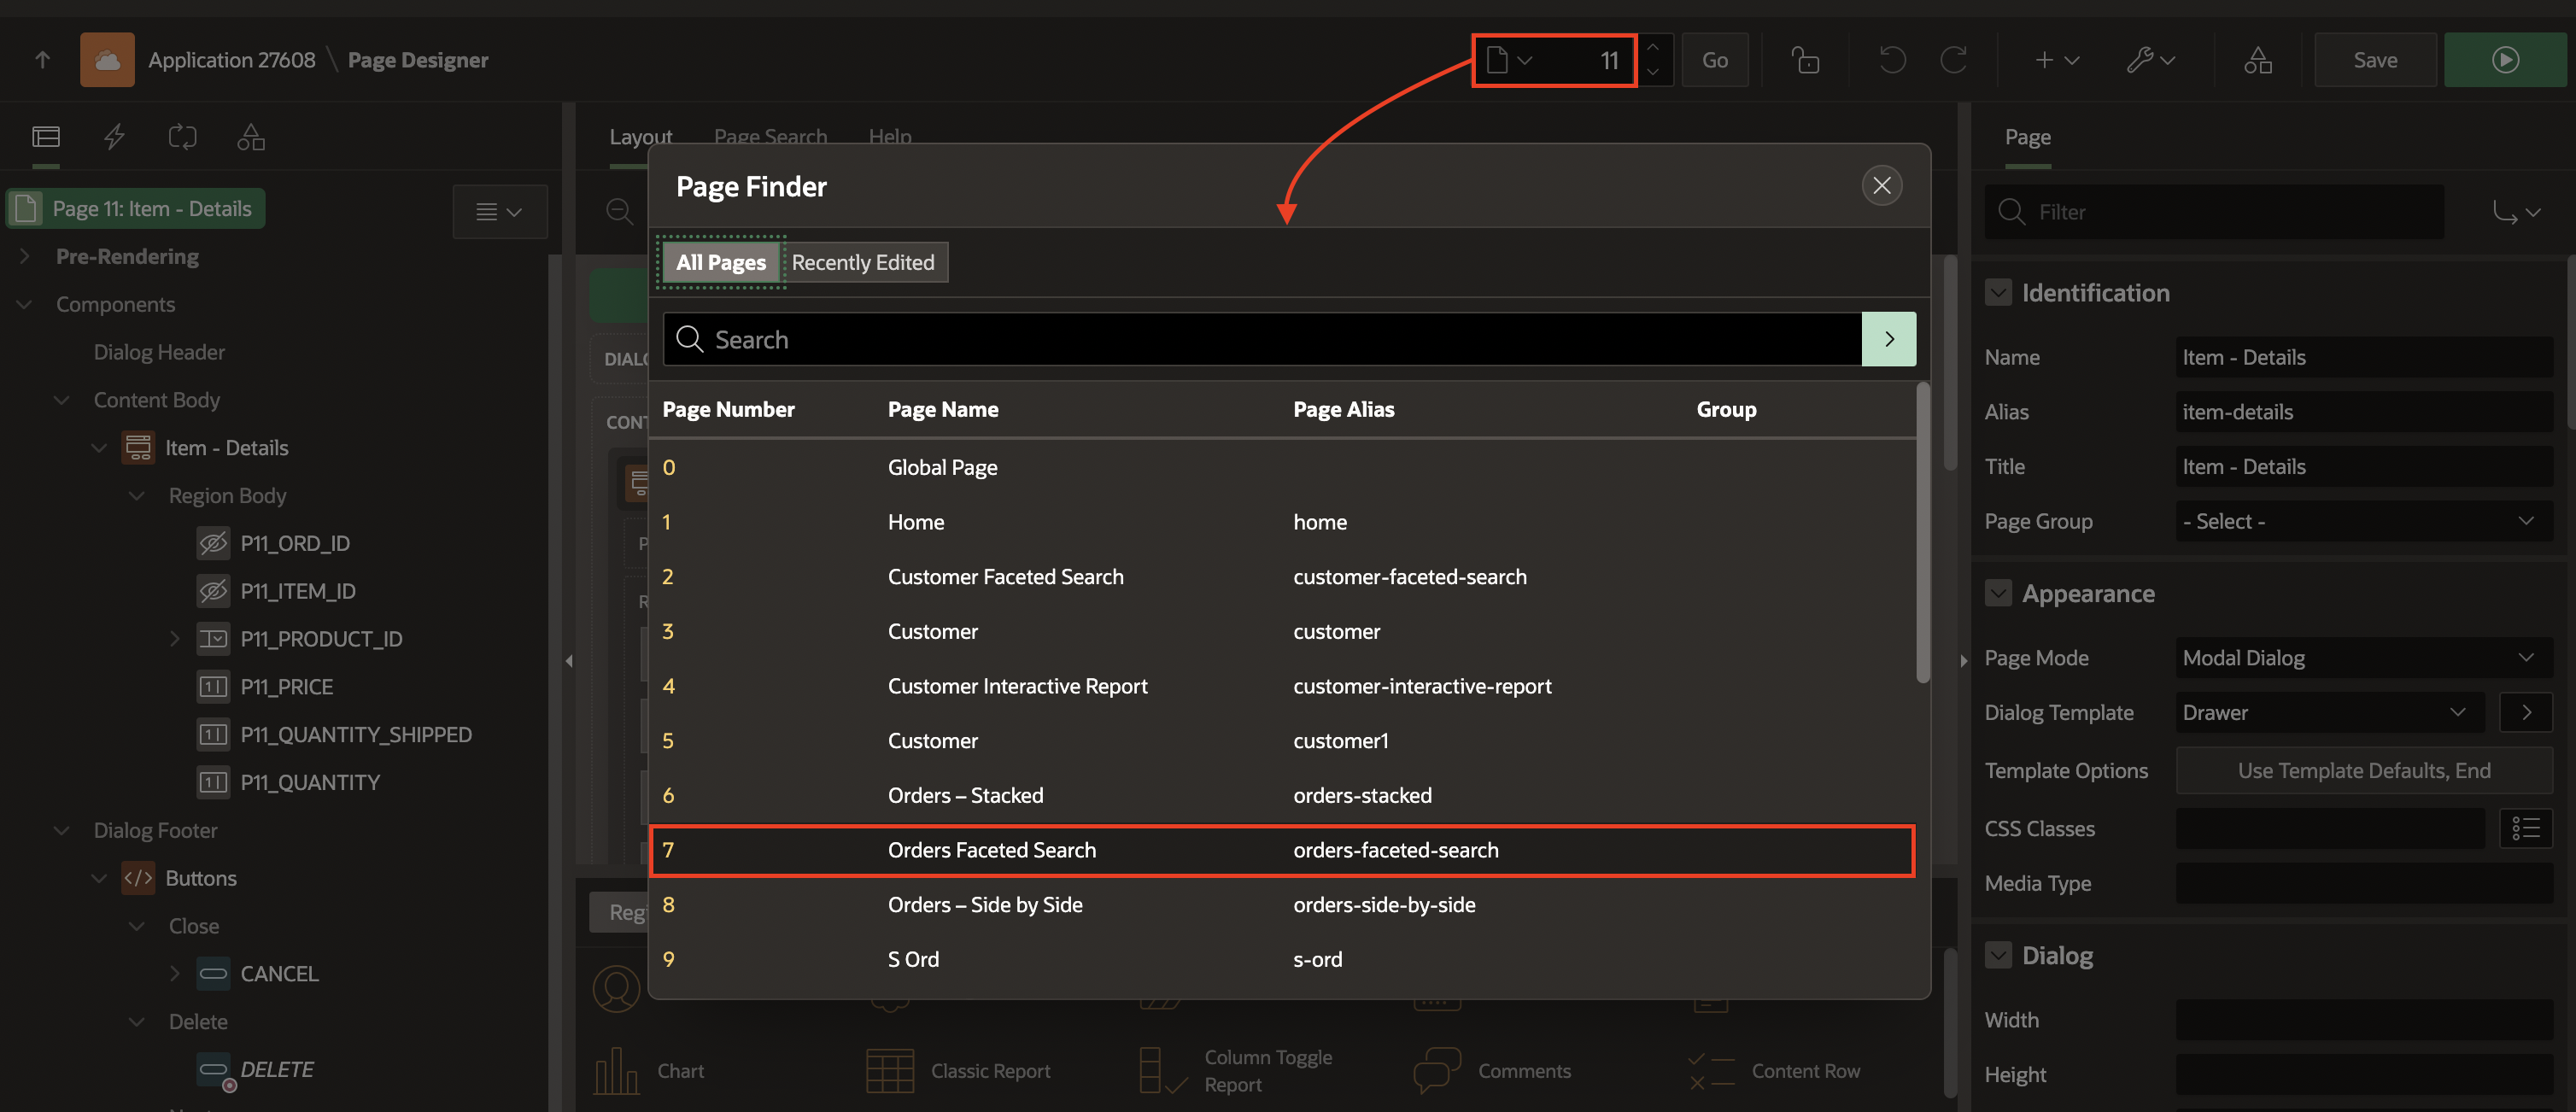 Application 27608 \ Page Designer
11
Go
Save
Layout
Page Search
Help
Page
Page 11: Item - Details
Pre-Rendering
Components
Dialog Header
Content Body
Item - Details
Region Body
P11_ORD_ID
P11_ITEM_ID
P11_PRODUCT_ID
P11_PRICE
P11_QUANTITY_SHIPPED
P11_QUANTITY
Dialog Footer
Buttons
Close
CANCEL
Delete
DELETE
Page Finder
All Pages
Recently Edited
Search
Page Number Page Name Page Alias Group
0 Global Page
1 Home home
2 Customer Faceted Search customer-faceted-search
3 Customer customer
4 Customer Interactive Report customer-interactive-report
5 Customer customer1
6 Orders – Stacked orders-stacked
7 Orders Faceted Search orders-faceted-search
8 Orders – Side by Side orders-side-by-side
9 S Ord s-ord
Chart
Classic Report
Column Toggle
Report
Comments
Content Row
Filter
Identification
Name Item - Details
Alias item-details
Title Item - Details
Page Group - Select -
Appearance
Page Mode Modal Dialog
Dialog Template Drawer
Template Options Use Template Defaults, End
CSS Classes
Media Type
Dialog
Width
Height